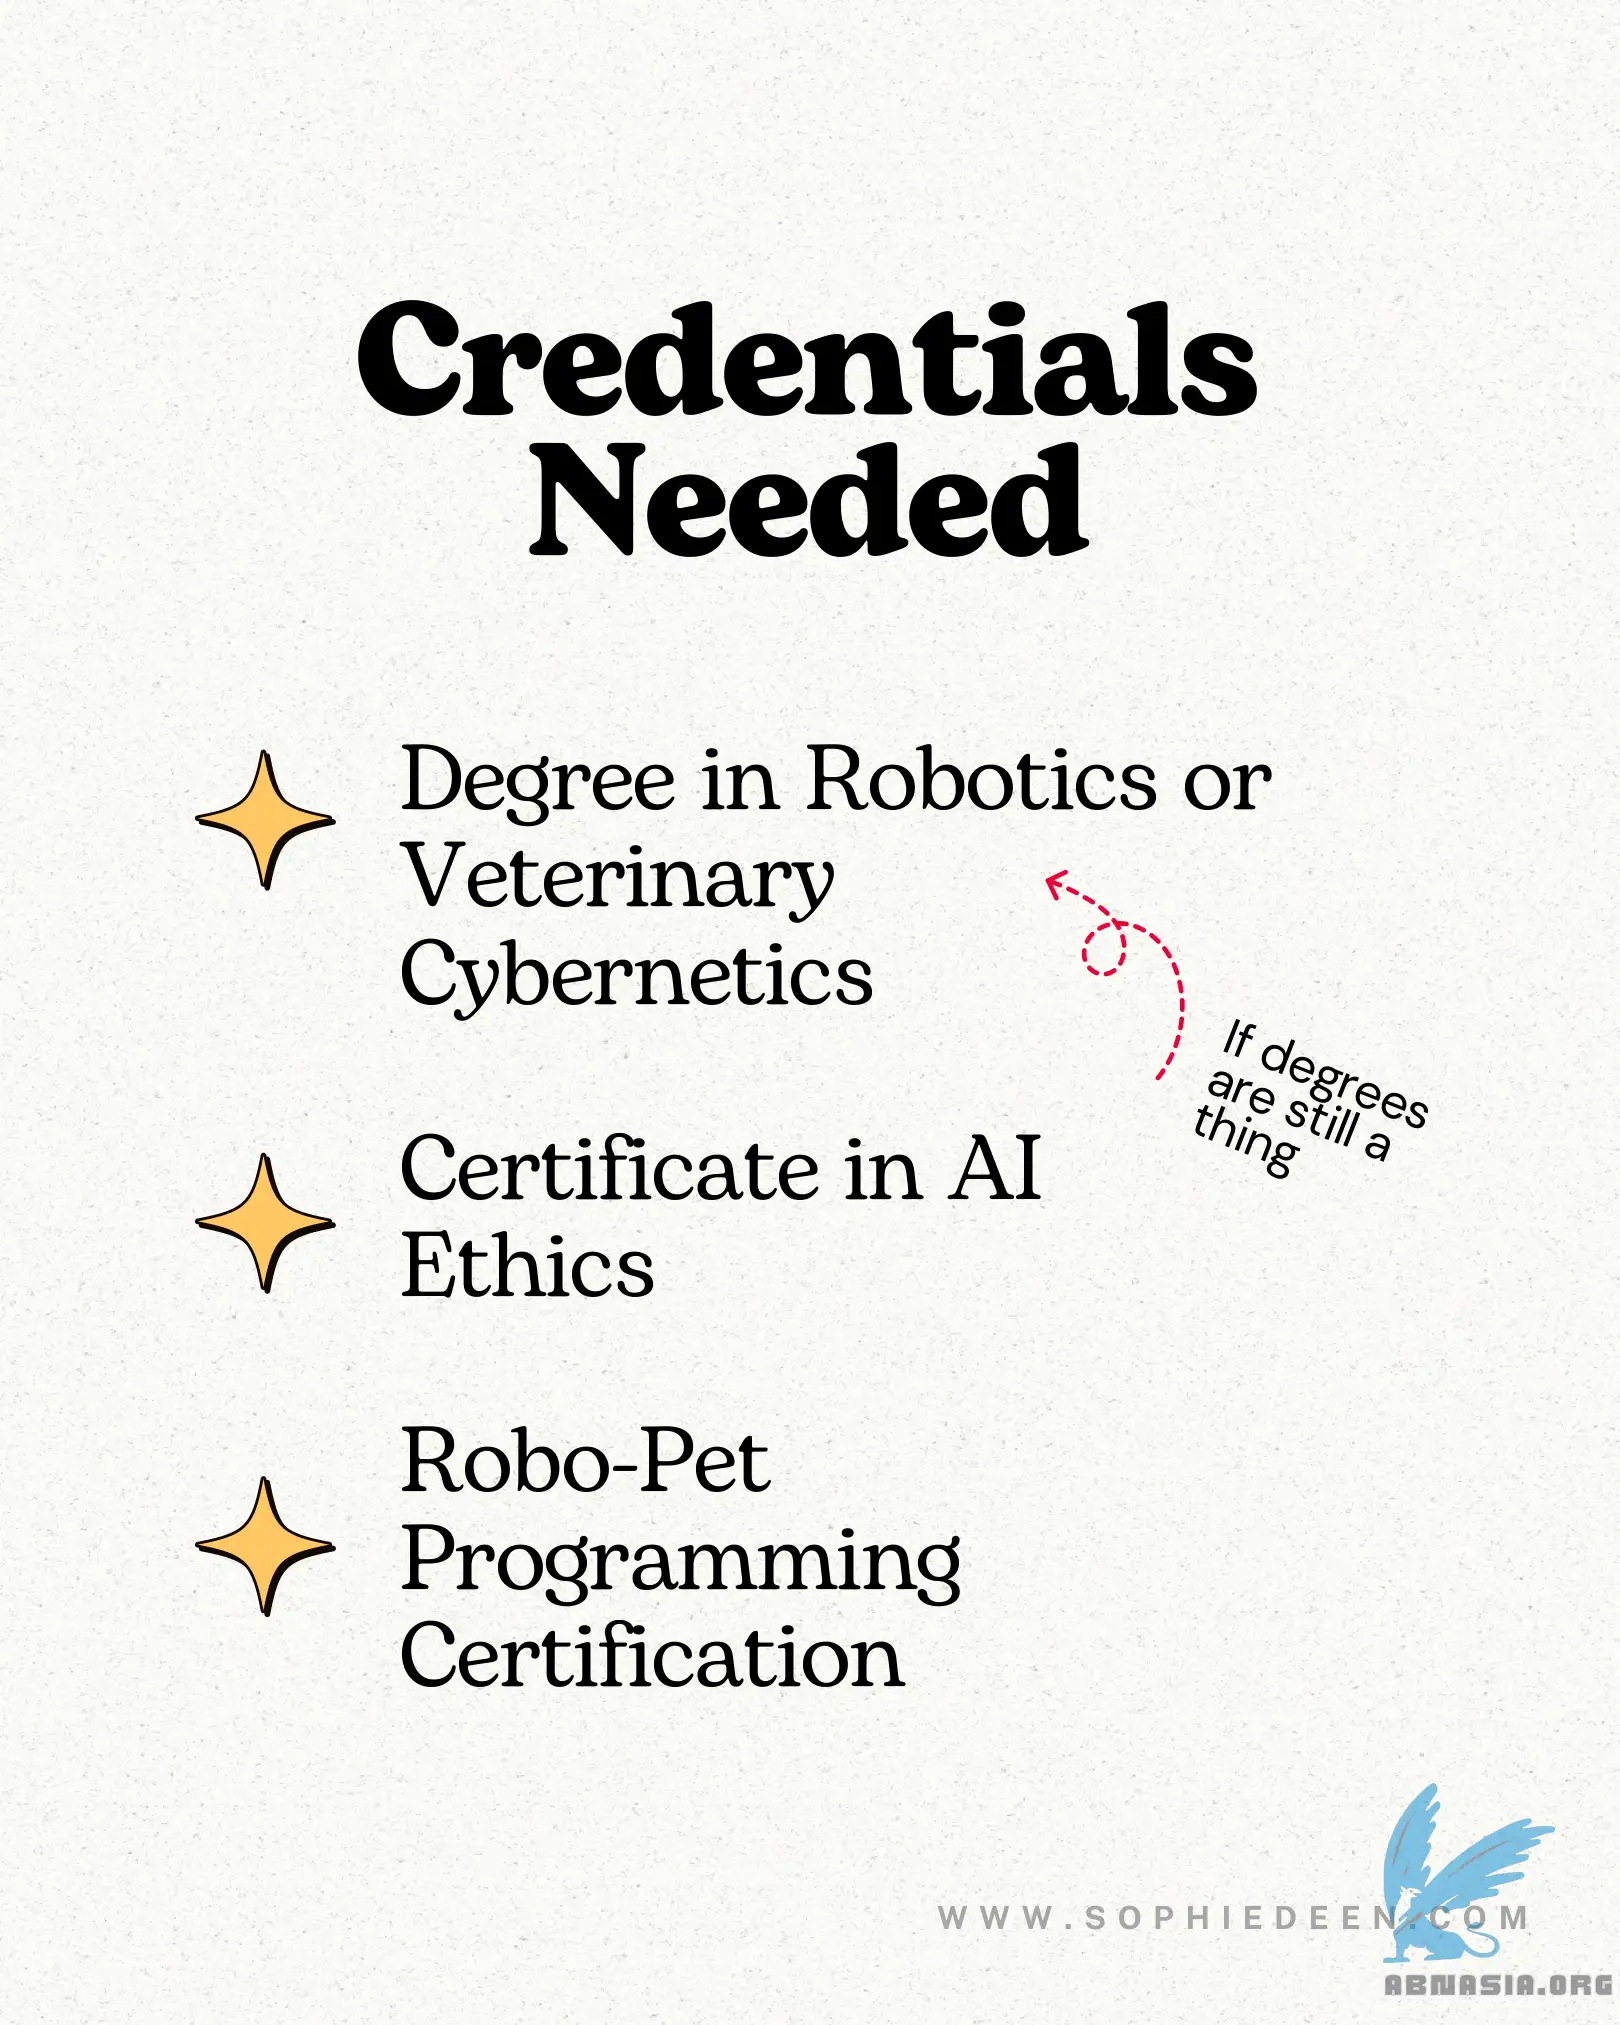 Credentials
Needed
Degree in Robotics or
Veterinary
Cybernetics
If degrees
are still a
thing
Certificate in AI
Ethics
Robo-Pet
Programming
Certification
WWW.SOPHIEDEEN.COM
ABNASIA.ORG